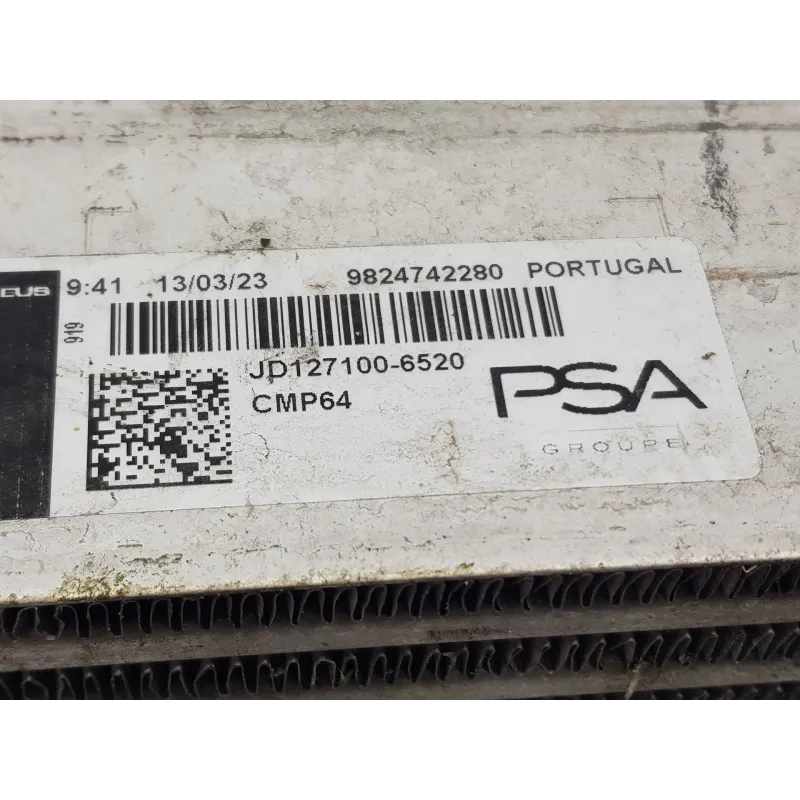 9:41 13/03/23 9824742280 PORTUGAL
919
JD127100-6520
CMP64
PSA
GROUPE